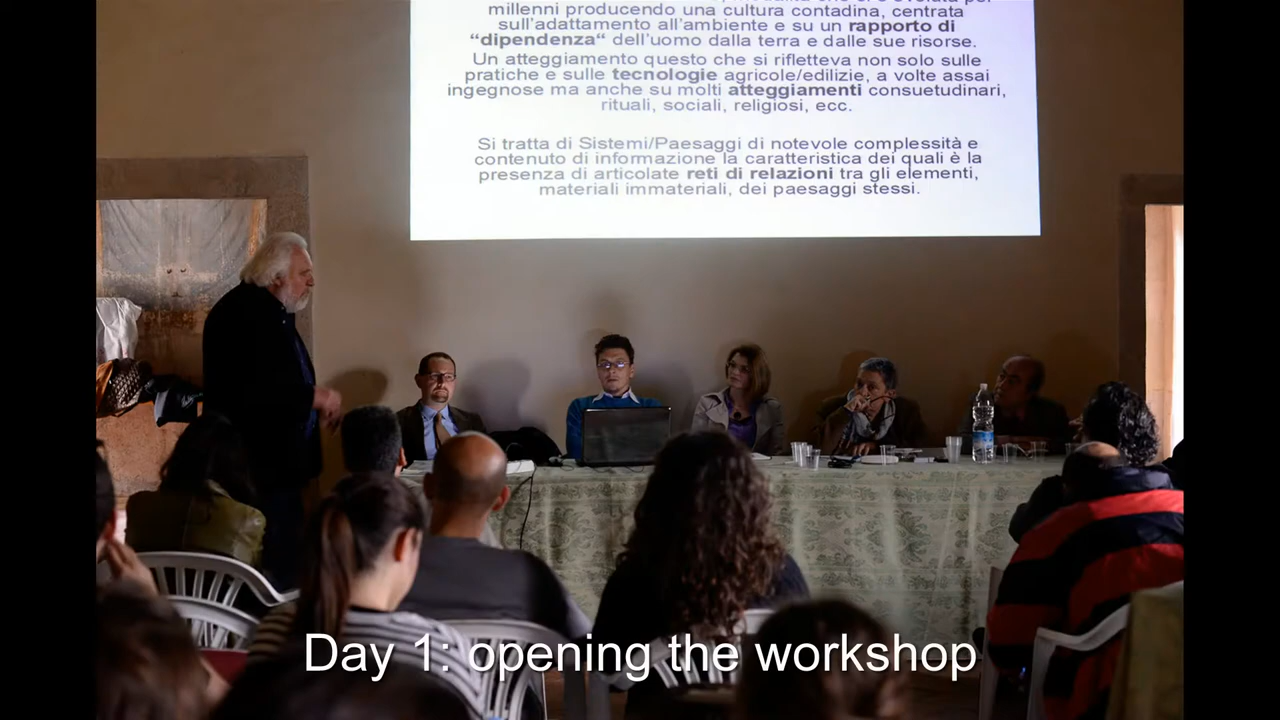 millenni producendo una cultura contadina, centrata
sull'adattamento all'ambiente e su un rapporto di
“dipendenza“ dell'uomo dalla terra e dalle sue risorse.
Un atteggiamento questo che si rifletteva non solo sulle
pratiche e sulle tecnologie agricole/edilizie, a volte assai
ingegnose ma anche su molti atteggiamenti consuetudinari,
rituali, sociali, religiosi, ecc.
Si tratta di Sistemi/Paesaggi di notevole complessità e
contenuto di informazione la caratteristica dei quali è la
presenza di articolate reti di relazioni tra gli elementi,
materiali immateriali, dei paesaggi stessi.
Day 1: opening the workshop